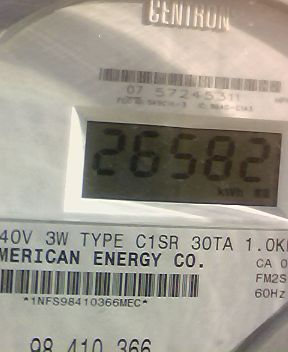 CENTRON
07 57245311
26582
kWh
40V 3W TYPE C1SR 30TA 1.0K
MERICAN ENERGY CO.
CA 0
FM2S
60Hz
*1NFS98410366MEC*
98 410 366